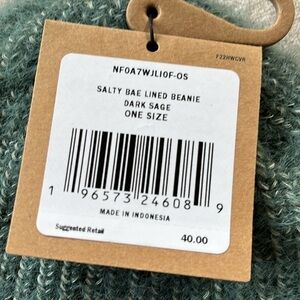 F22HWCVR
NF0A7WJLI0F-OS
SALTY BAE LINED BEANIE
DARK SAGE
ONE SIZE
1 96573 24608 9
MADE IN INDONESIA
Suggested Retail
40.00